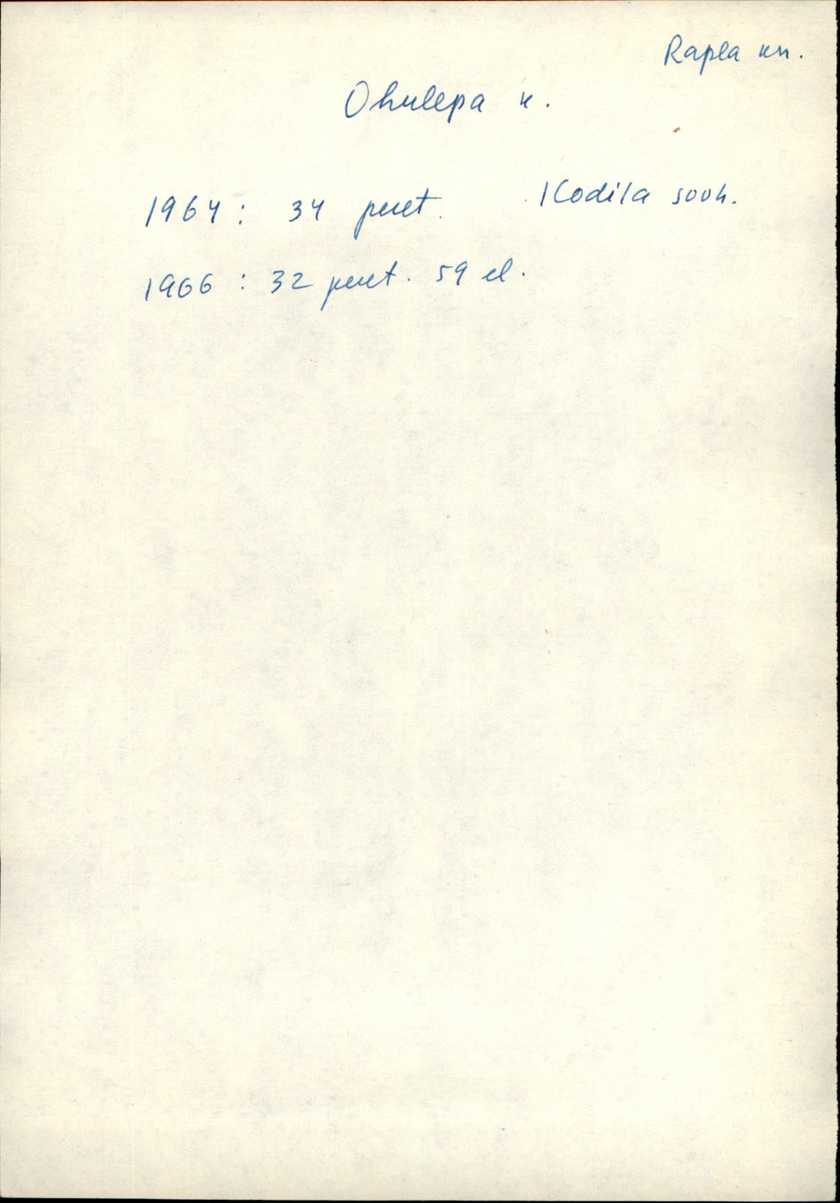 Rapla kn.
Ohulepa k.
1964: 34 peret. Kodila sovh.
1966: 32 peret. 59 el.